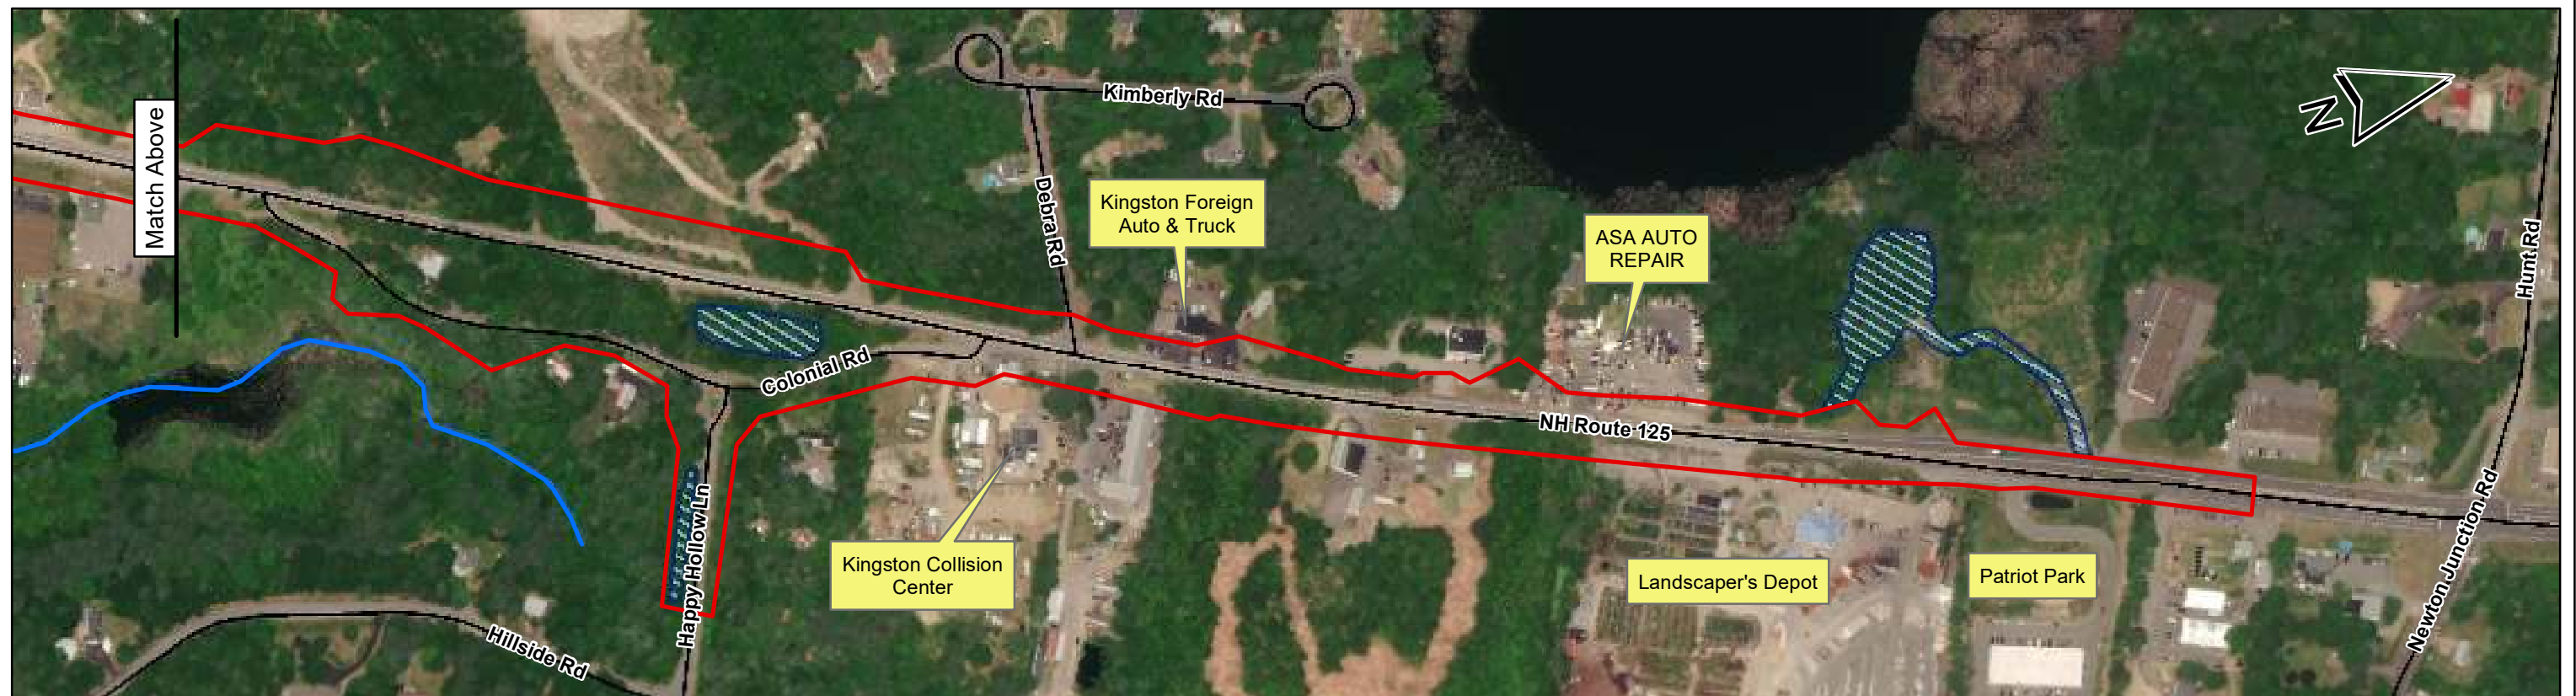 Match Above
Kimberly Rd
N
Debra Rd
Kingston Foreign
Auto & Truck
ASA AUTO
REPAIR
Hunt Rd
Colonial Rd
NH Route 125
Happy Hollow Ln
Kingston Collision
Center
Landscaper's Depot
Patriot Park
Newton Junction Rd
Hillside Rd